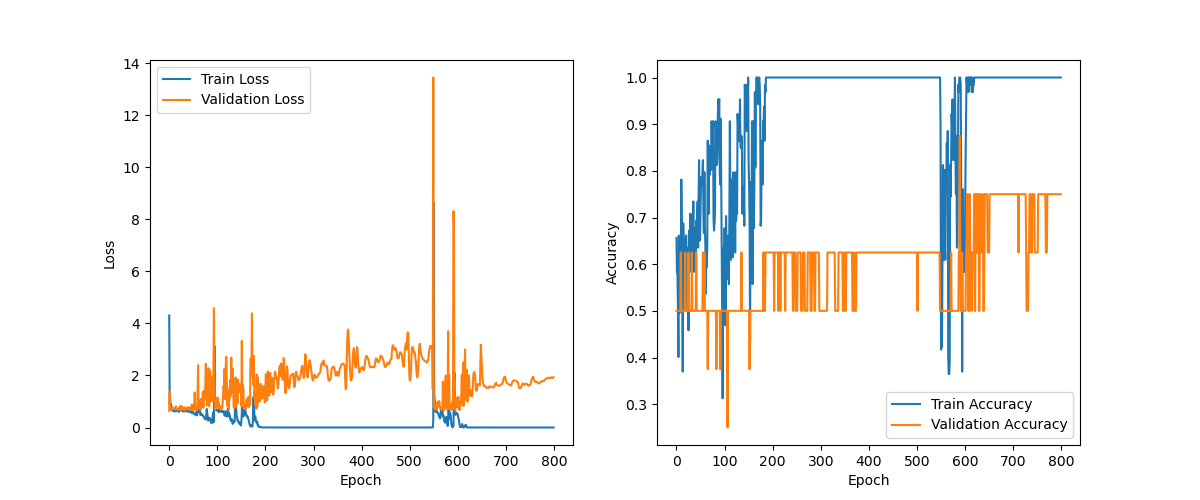 Train Loss
Validation Loss
Loss
14
12
10
8
6
4
2
0
0 100 200 300 400 500 600 700 800
Epoch
Accuracy
1.0
0.9
0.8
0.7
0.6
0.5
0.4
0.3
Train Accuracy
Validation Accuracy
0 100 200 300 400 500 600 700 800
Epoch